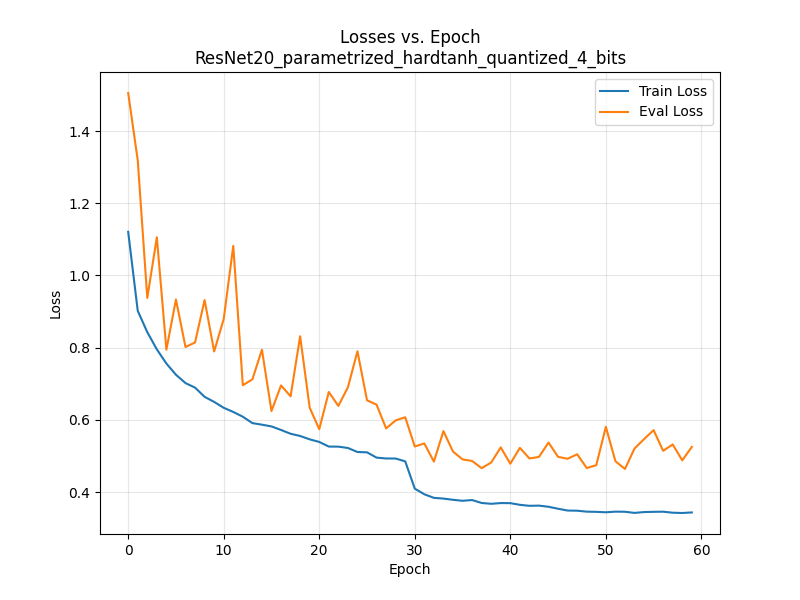 Losses vs. Epoch
ResNet20_parametrized_hardtanh_quantized_4_bits
Train Loss
Eval Loss
1.4
1.2
1.0
0.8
0.6
0.4
Loss
0 10 20 30 40 50 60
Epoch